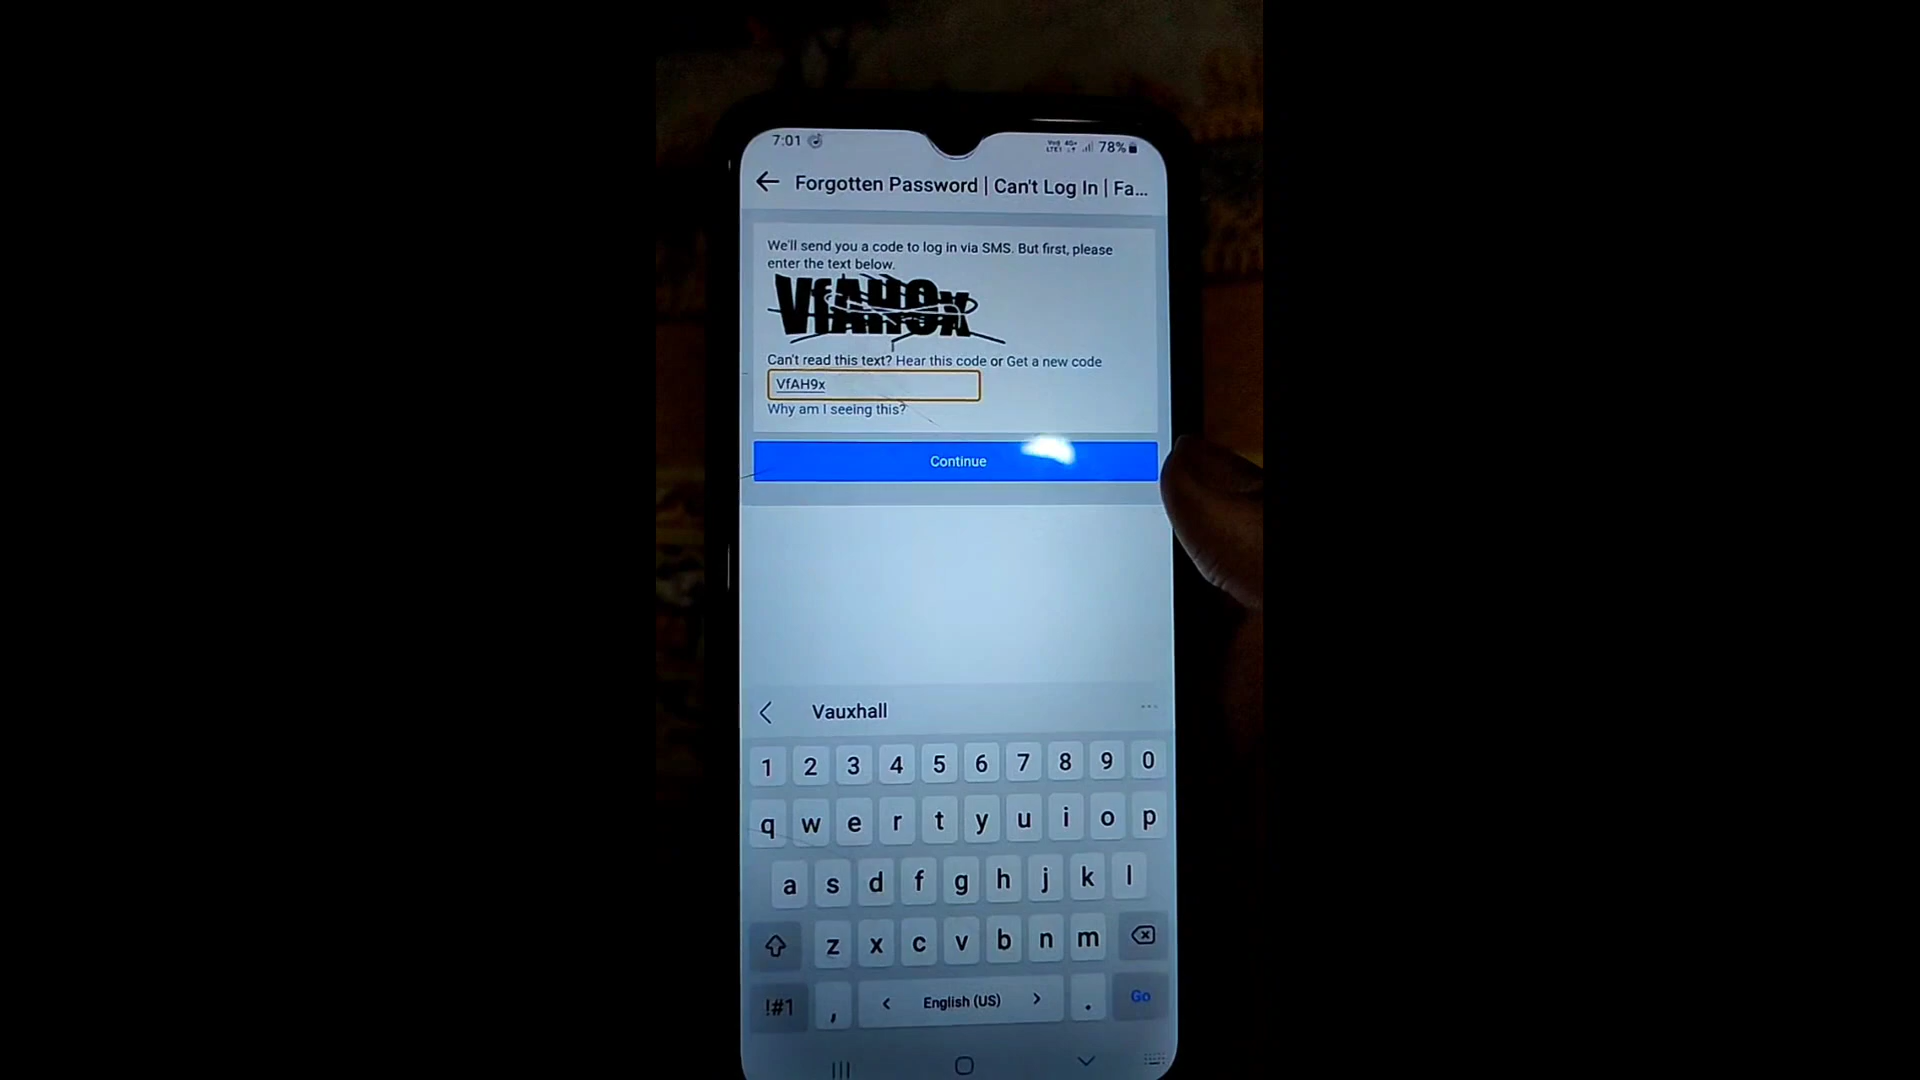 7:01 78%
Forgotten Password | Can't Log In | Fa...
We'll send you a code to log in via SMS. But first, please
enter the text below.
Can't read this text? Hear this code or Get a new code
VfAH9x
Why am I seeing this?
Continue
Vauxhall
1 2 3 4 5 6 7 8 9 0
q w e r t y u i o p
a s d f g h j k l
z x c v b n m
!#1 , < English (US) > . Go